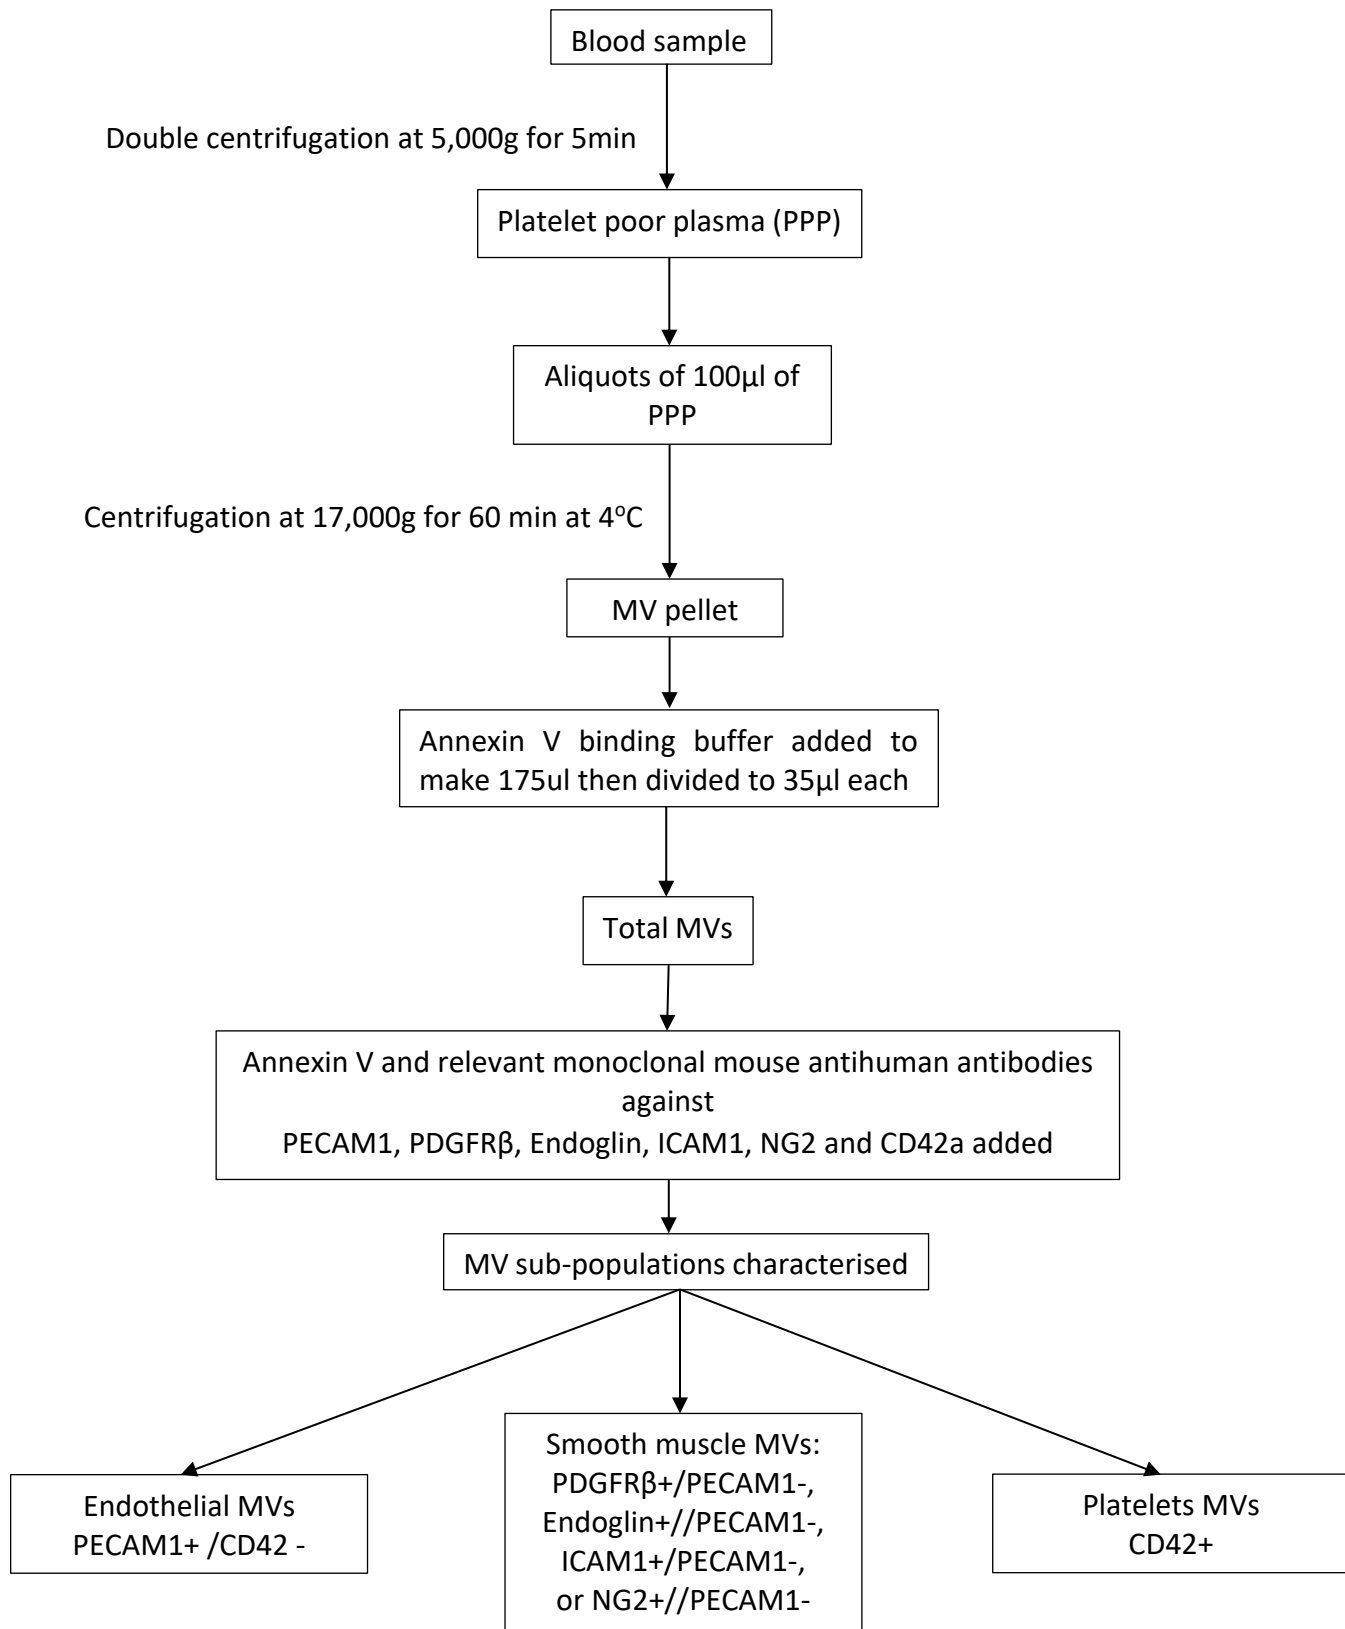 Blood sample
Double centrifugation at 5,000g for 5min
Platelet poor plasma (PPP)
Aliquots of 100µl of
PPP
Centrifugation at 17,000g for 60 min at 4ᵒC
MV pellet
Annexin V binding buffer added to
make 175ul then divided to 35µl each
Total MVs
Annexin V and relevant monoclonal mouse antihuman antibodies
against
PECAM1, PDGFRβ, Endoglin, ICAM1, NG2 and CD42a added
MV sub-populations characterised
Endothelial MVs
PECAM1+ /CD42 -
Smooth muscle MVs:
PDGFRβ+/PECAM1-,
Endoglin+//PECAM1-,
ICAM1+/PECAM1-,
or NG2+//PECAM1-
Platelets MVs
CD42+